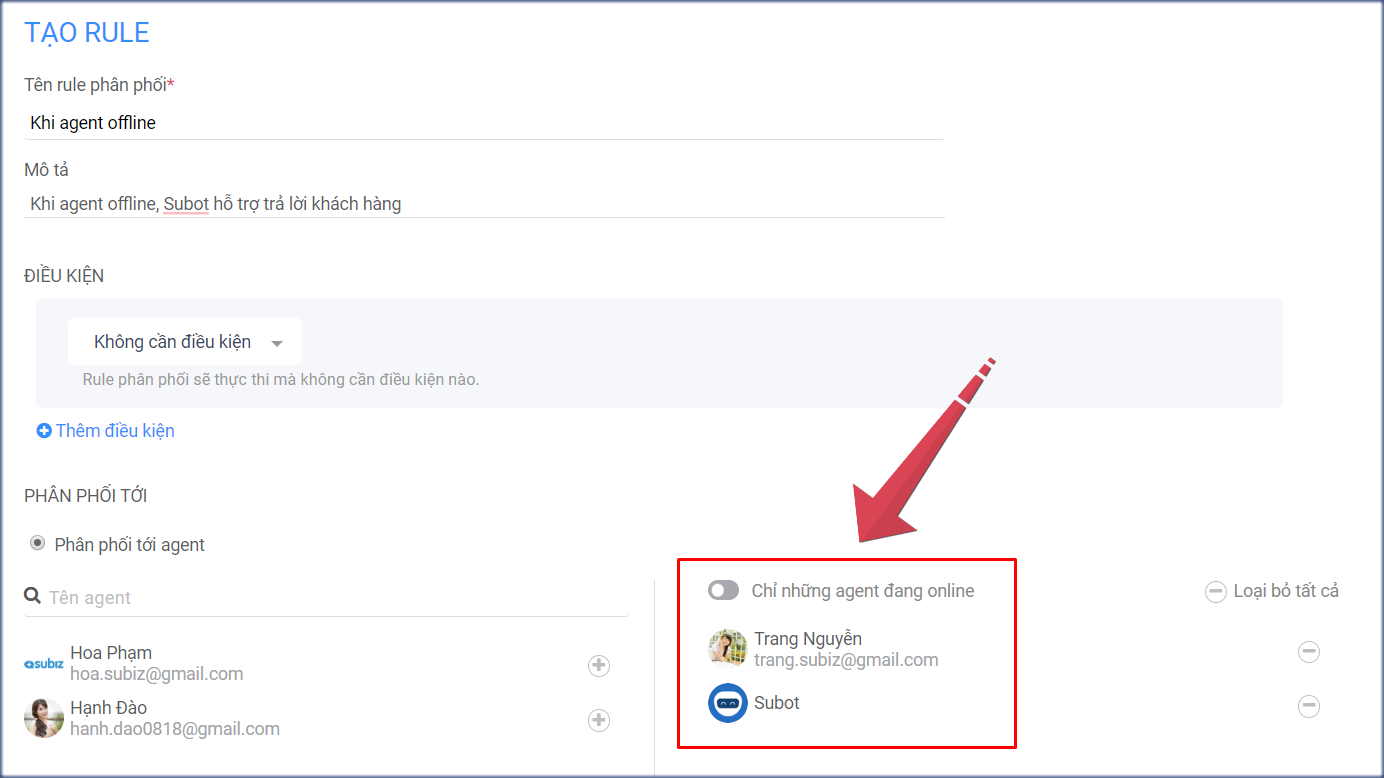 TẠO RULE
Tên rule phân phối*
Khi agent offline
Mô tả
Khi agent offline, Subot hỗ trợ trả lời khách hàng
ĐIỀU KIỆN
Không cần điều kiện
Rule phân phối sẽ thực thi mà không cần điều kiện nào.
Thêm điều kiện
PHÂN PHỐI TỚI
Phân phối tới agent
Tên agent
subiz
Hoa Phạm
hoa.subiz@gmail.com
Hạnh Đào
hanh.dao0818@gmail.com
Chỉ những agent đang online
Loại bỏ tất cả
Trang Nguyễn
trang.subiz@gmail.com
Subot